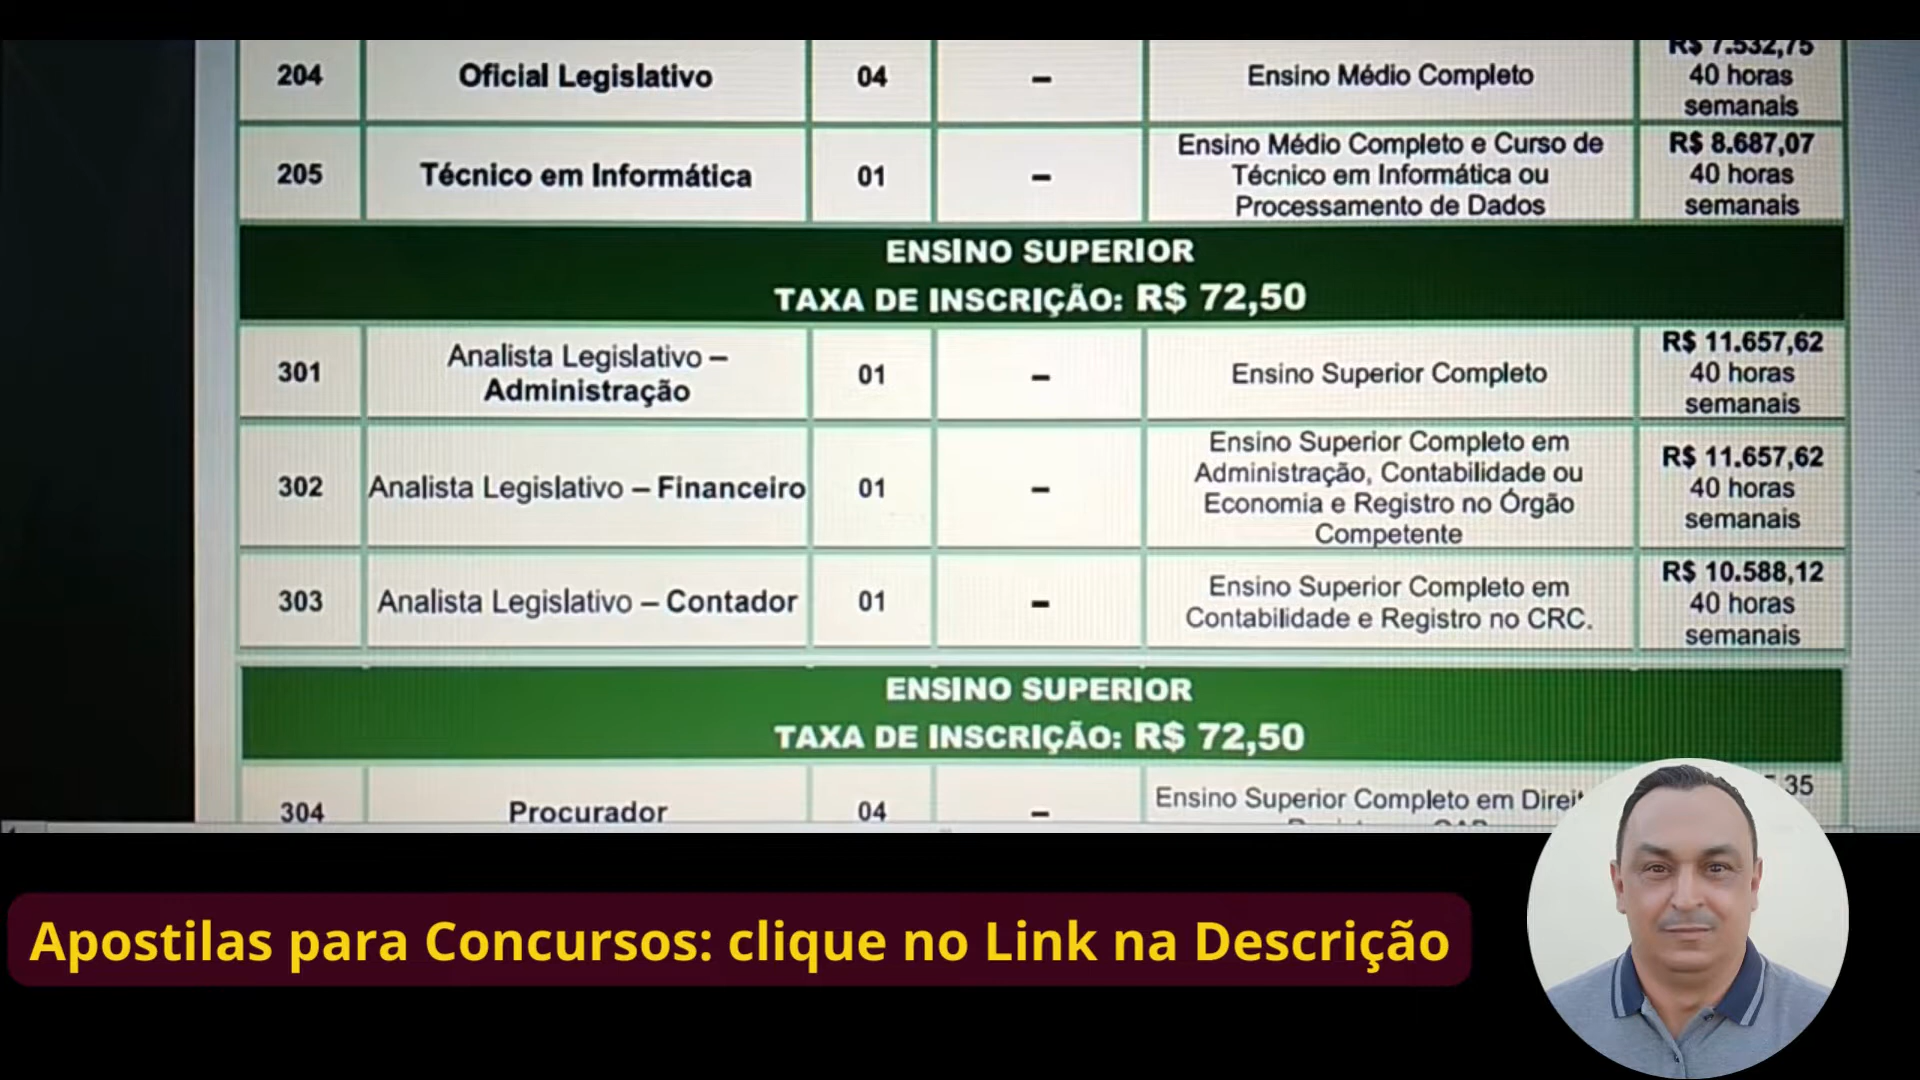 R$ 7.532,75
204 Oficial Legislativo 04 – Ensino Médio Completo 40 horas
semanais
Ensino Médio Completo e Curso de R$ 8.687,07
205 Técnico em Informática 01 – Técnico em Informática ou 40 horas
Processamento de Dados semanais
ENSINO SUPERIOR
TAXA DE INSCRIÇÃO: R$ 72,50
Analista Legislativo – R$ 11.657,62
301 Administração 01 – Ensino Superior Completo 40 horas
semanais
Ensino Superior Completo em
Administração, Contabilidade ou R$ 11.657,62
302 Analista Legislativo – Financeiro 01 – Economia e Registro no Órgão 40 horas
Competente semanais
Ensino Superior Completo em R$ 10.588,12
303 Analista Legislativo – Contador 01 – Contabilidade e Registro no CRC. 40 horas
semanais
ENSINO SUPERIOR
TAXA DE INSCRIÇÃO: R$ 72,50
304 Procurador 04 – Ensino Superior Completo em 35
Apostilas para Concursos: clique no Link na Descrição